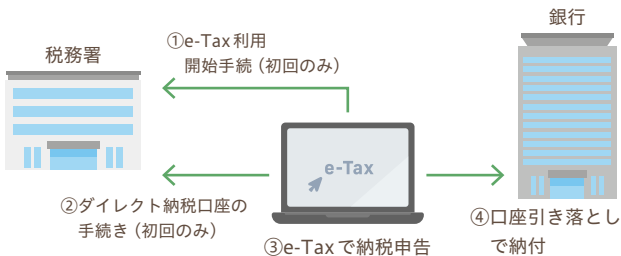 税務署
①e-Tax利用
開始手続（初回のみ）
銀行
e-Tax
②ダイレクト納税口座の
手続き（初回のみ）
③e-Taxで納税申告
④口座引き落とし
で納付